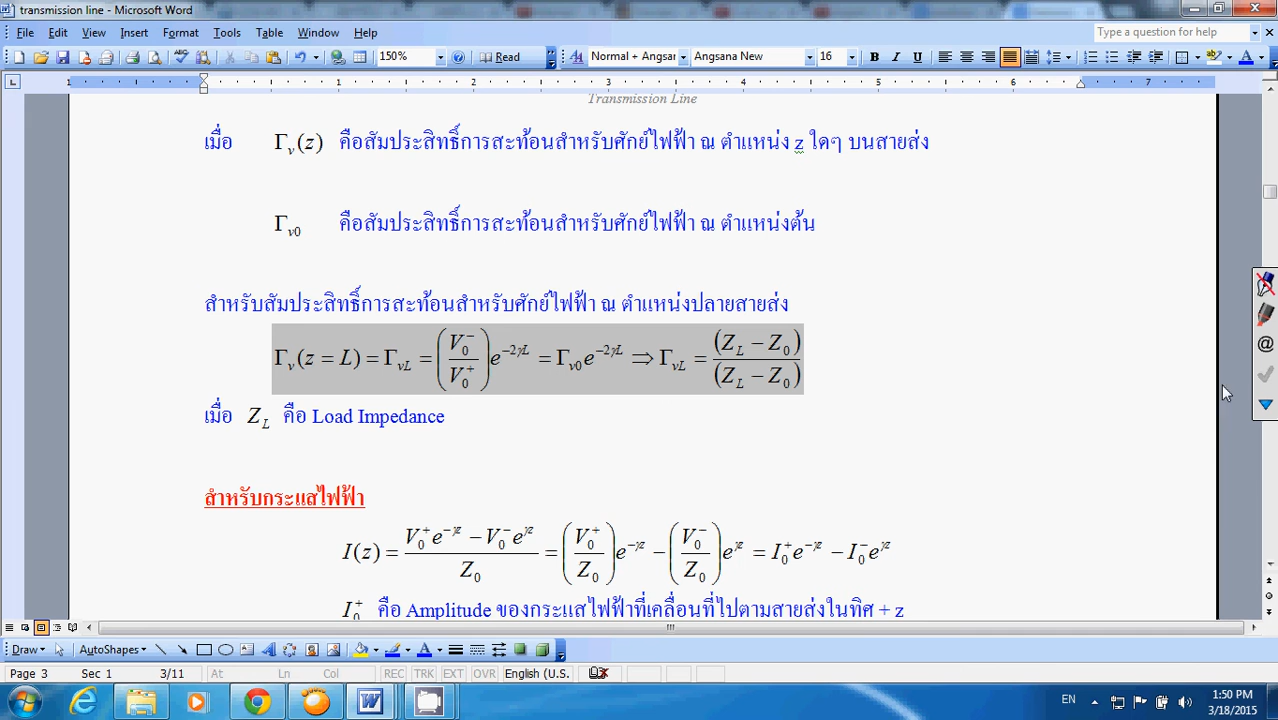 transmission line - Microsoft Word
File Edit View Insert Format Tools Table Window Help
Type a question for help
150% Read Normal + Angsar Angsana New 16 B I U
1 1 2 3 4 5 6 7
Transmission Line
เมื่อ Γv(z) คือสัมประสิทธิ์การสะท้อนสำหรับศักย์ไฟฟ้า ณ ตำแหน่ง z ใดๆ บนสายส่ง
Γv0 คือสัมประสิทธิ์การสะท้อนสำหรับศักย์ไฟฟ้า ณ ตำแหน่งต้น
สำหรับสัมประสิทธิ์การสะท้อนสำหรับศักย์ไฟฟ้า ณ ตำแหน่งปลายสายส่ง
Γv(z = L) = ΓvL = (V0− / V0+) e^−2γL = Γv0 e^−2γL ⇒ ΓvL = (ZL − Z0) / (ZL − Z0)
เมื่อ ZL คือ Load Impedance
สำหรับกระแสไฟฟ้า
I(z) = (V0+ e^−γz − V0− e^γz) / Z0 = (V0+ / Z0) e^−γz − (V0− / Z0) e^γz = I0+ e^−γz − I0− e^γz
I0+ คือ Amplitude ของกระแสไฟฟ้าที่เคลื่อนที่ไปตามสายส่งในทิศ + z
Draw AutoShapes
Page 3 Sec 1 3/11 At Ln Col REC TRK EXT OVR English (U.S.
EN 1:50 PM
3/18/2015